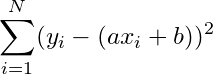 \sum_{i=1}^{N} (y_i - (ax_i + b))^2